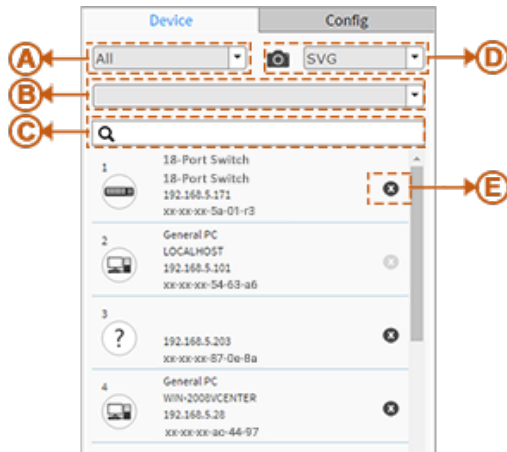 Device
Config
A
All
SVG
D
B
C
1
18-Port Switch
18-Port Switch
192.168.5.171
xx-xx-xx-5a-01-r3
E
2
General PC
LOCALHOST
192.168.5.101
xx-xx-xx-54-63-a6
3
?
192.168.5.203
xx-xx-xx-87-0e-8a
4
General PC
WIN-2008VCENTER
192.168.5.28
xx-xx-xx-ac-44-97